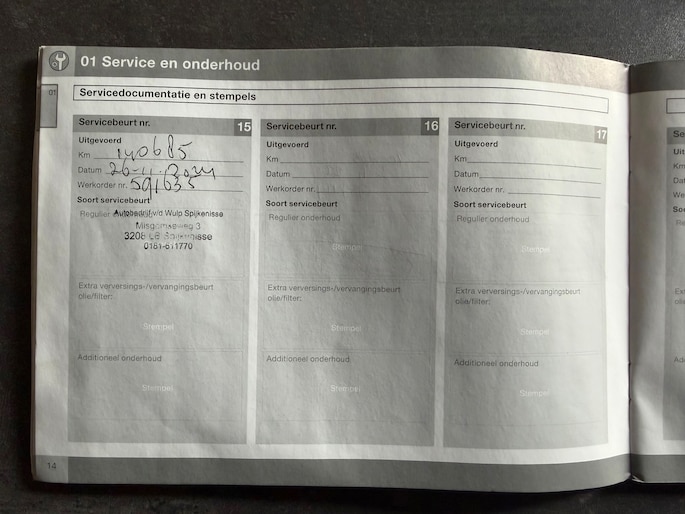 01 Service en onderhoud
01
Servicedocumentatie en stempels
Servicebeurt nr. 15
Uitgevoerd
Km 140685
Datum 26-11-2024
Werkorder nr. 591635
Soort servicebeurt
Regulier
Autobedrijf v/d Wulp Spijkenisse
3
3208 Spijkenisse
0181-611770
Extra verversings-/vervangingsbeurt
olie/filter:
Stempel
Additioneel onderhoud
Stempel
Servicebeurt nr. 16
Uitgevoerd
Km
Datum
Werkorder nr.
Soort servicebeurt
Regulier onderhoud
Stempel
Extra verversings-/vervangingsbeurt
olie/filter:
Stempel
Additioneel onderhoud
Stempel
Servicebeurt nr. 17
Uitgevoerd
Km
Datum
Werkorder nr.
Soort servicebeurt
Regulier onderhoud
Stempel
Extra verversings-/vervangingsbeurt
olie/filter:
Stempel
Additioneel onderhoud
Stempel
14